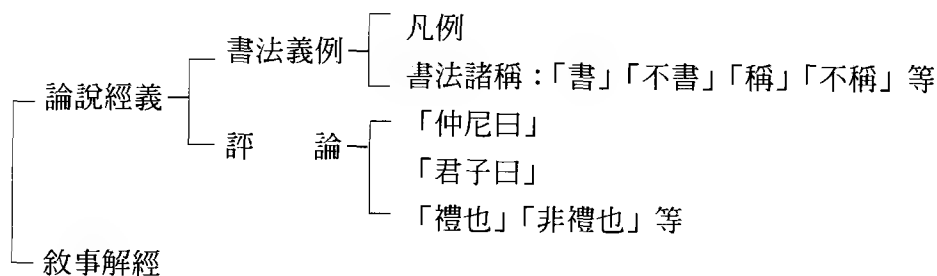 論說經義
書法義例
凡例
書法諸稱：「書」「不書」「稱」「不稱」等
評論
「仲尼曰」
「君子曰」
「禮也」「非禮也」等
敘事解經